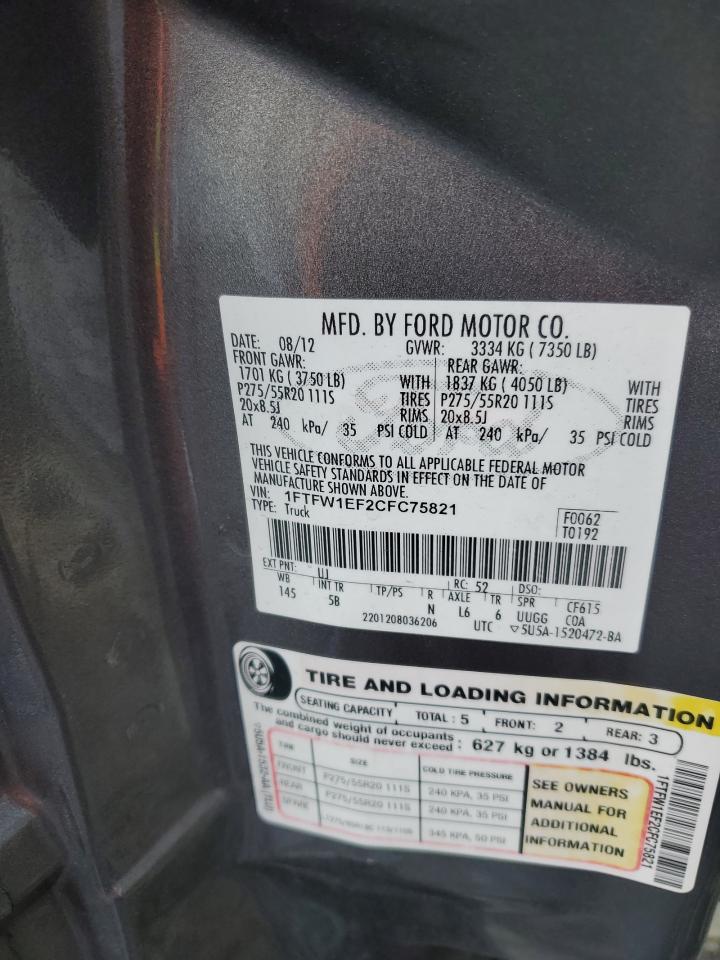 MFD. BY FORD MOTOR CO.
DATE: 08/12 GVWR: 3334 KG ( 7350 LB)
FRONT GAWR: REAR GAWR:
1701 KG ( 3750 LB) WITH 1837 KG ( 4050 LB) WITH
P275/55R20 111S TIRES P275/55R20 111S TIRES
20x8.5J RIMS 20x8.5J RIMS
AT 240 kPa/ 35 PSI COLD AT 240 kPa/ 35 PSI COLD
THIS VEHICLE CONFORMS TO ALL APPLICABLE FEDERAL MOTOR
VEHICLE SAFETY STANDARDS IN EFFECT ON THE DATE OF
MANUFACTURE SHOWN ABOVE.
VIN: 1FTFW1EF2CFC75821
TYPE: Truck
F0062
T0192
EXT PNT: UJ RC: 52 DSO:
WB INT TR TP/PS R AXLE TR SPR CF615
145 5B N L6 6 UUGG COA
2201208036206 UTC ▽5U5A-1520472-BA
TIRE AND LOADING INFORMATION
SEATING CAPACITY TOTAL : 5 FRONT: 2 REAR: 3
The combined weight of occupants
and cargo should never exceed : 627 kg or 1384 lbs.
TIRE SIZE COLD TIRE PRESSURE
FRONT P275/55R20 111S 240 KPA, 35 PSI
REAR P275/55R20 111S 240 KPA, 35 PSI
SPARE 345 KPA, 50 PSI
SEE OWNERS
MANUAL FOR
ADDITIONAL
INFORMATION
1FTFW1EF2CFC75821